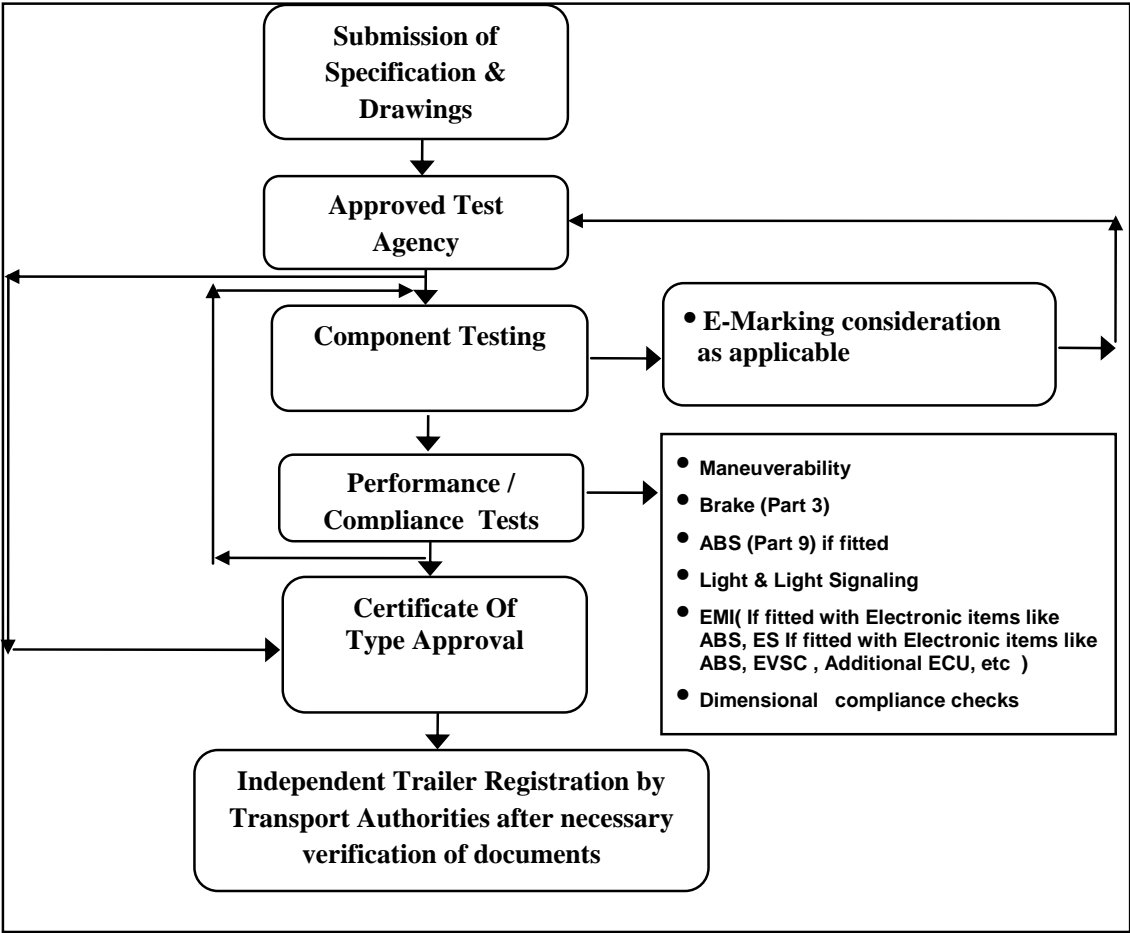 Submission of
Specification &
Drawings
Approved Test
Agency
Component Testing
• E-Marking consideration
as applicable
Performance /
Compliance Tests
• Maneuverability
• Brake (Part 3)
• ABS (Part 9) if fitted
• Light & Light Signaling
• EMI( If fitted with Electronic items like
ABS, ES If fitted with Electronic items like
ABS, EVSC , Additional ECU, etc )
• Dimensional compliance checks
Certificate Of
Type Approval
Independent Trailer Registration by
Transport Authorities after necessary
verification of documents